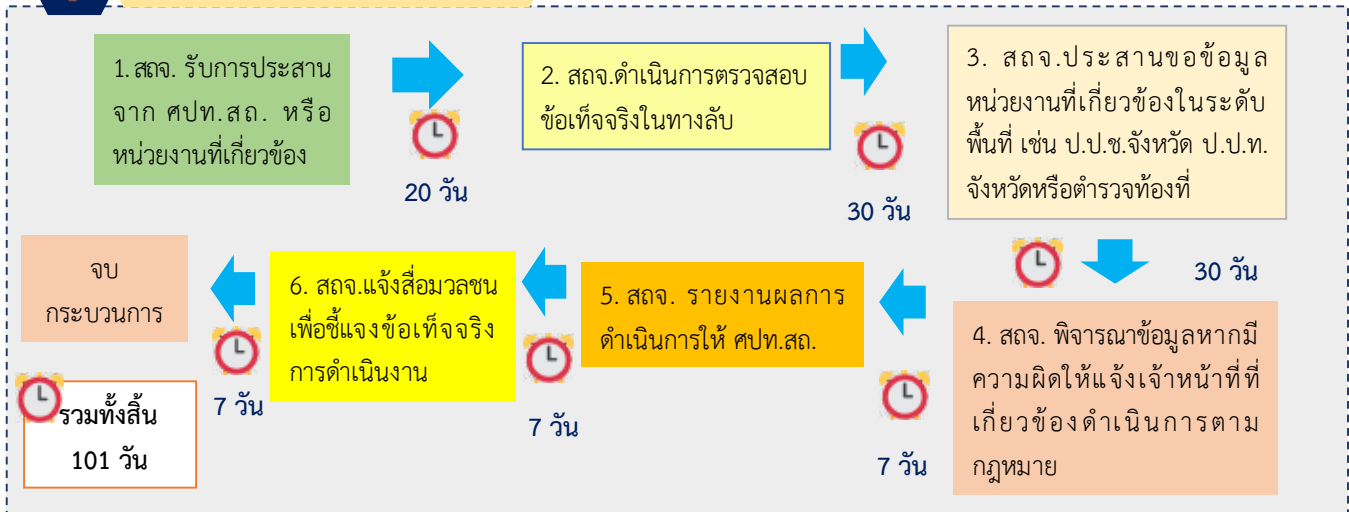 1. สถจ. รับการประสาน
จาก ศปท.สถ. หรือ
หน่วยงานที่เกี่ยวข้อง
20 วัน
2. สถจ.ดำเนินการตรวจสอบ
ข้อเท็จจริงในทางลับ
30 วัน
3. สถจ.ประสานขอข้อมูล
หน่วยงานที่เกี่ยวข้องในระดับ
พื้นที่ เช่น ป.ป.ช.จังหวัด ป.ป.ท.
จังหวัดหรือตำรวจท้องที่
30 วัน
4. สถจ. พิจารณาข้อมูลหากมี
ความผิดให้แจ้งเจ้าหน้าที่ที่
เกี่ยวข้องดำเนินการตาม
กฎหมาย
7 วัน
5. สถจ. รายงานผลการ
ดำเนินการให้ ศปท.สถ.
7 วัน
6. สถจ.แจ้งสื่อมวลชน
เพื่อชี้แจงข้อเท็จจริง
การดำเนินงาน
7 วัน
จบ
กระบวนการ
รวมทั้งสิ้น
101 วัน